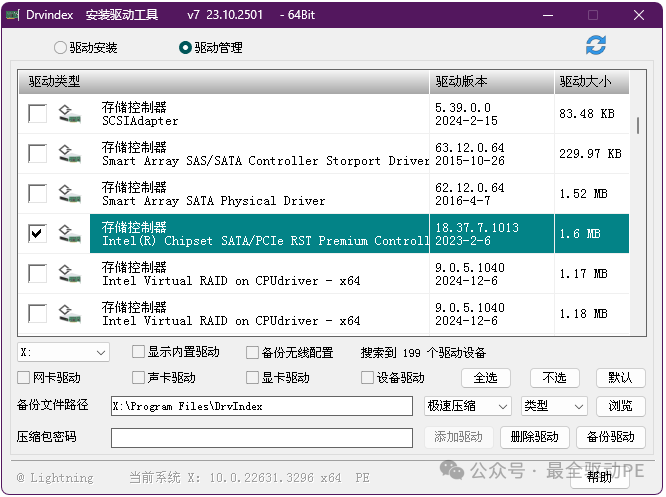 Drvindex 安装驱动工具 v7 23.10.2501 - 64Bit
驱动安装 驱动管理
驱动类型 驱动版本 驱动大小
存储控制器 5.39.0.0 83.48 KB
SCSIAdapter 2024-2-15
存储控制器 63.12.0.64 229.97 KB
Smart Array SAS/SATA Controller Storport Driver 2015-10-26
存储控制器 62.12.0.64 1.52 MB
Smart Array SATA Physical Driver 2016-4-7
存储控制器 18.37.7.1013 1.6 MB
Intel(R) Chipset SATA/PCIe RST Premium Controll 2023-2-6
存储控制器 9.0.5.1040 1.17 MB
Intel Virtual RAID on CPUdriver - x64 2024-12-6
存储控制器 9.0.5.1040 1.18 MB
Intel Virtual RAID on CPUdriver - x64 2024-12-6
X: 显示内置驱动 备份无线配置 搜索到 199 个驱动设备
网卡驱动 声卡驱动 显卡驱动 设备驱动 全选 不选 默认
备份文件路径 X:\Program Files\DrvIndex 极速压缩 类型 浏览
压缩包密码 添加驱动 删除驱动 备份驱动
@ Lightning 当前系统 X: 10.0.22631.3296 x64 PE 帮助
公众号 · 最全驱动PE